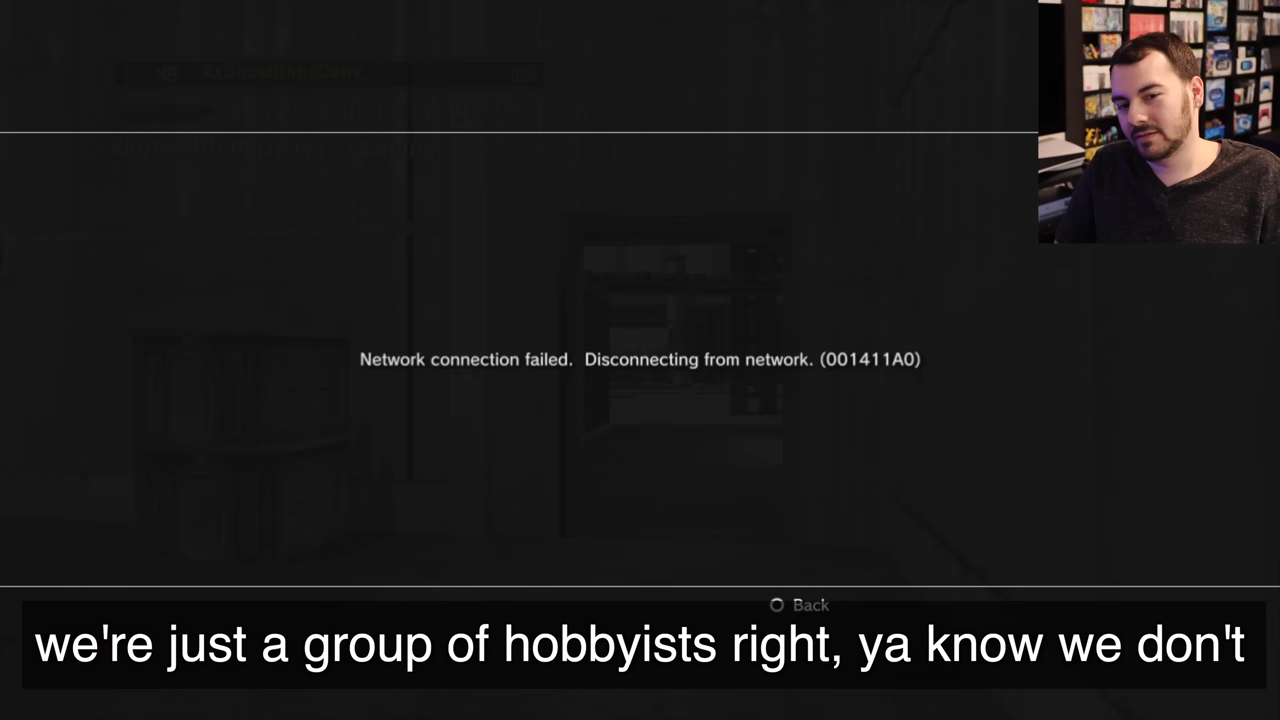 Network connection failed. Disconnecting from network. (001411A0)
Back
we're just a group of hobbyists right, ya know we don't